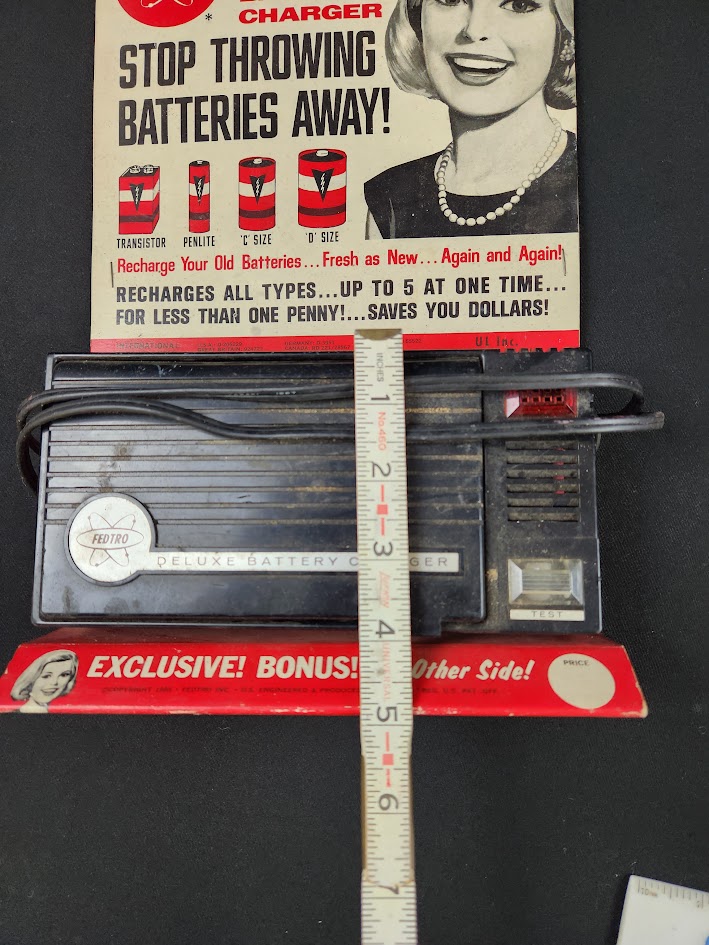 CHARGER
*
STOP THROWING
BATTERIES AWAY!
TRANSISTOR PENLITE 'C' SIZE 'D' SIZE
Recharge Your Old Batteries...Fresh as New...Again and Again!
RECHARGES ALL TYPES...UP TO 5 AT ONE TIME...
FOR LESS THAN ONE PENNY!...SAVES YOU DOLLARS!
UL Inc.
INCHES
1
No.460
2
3
4
5
6
7
FEDTRO
DELUXE BATTERY C GER
TEST
EXCLUSIVE! BONUS! Other Side!
PRICE